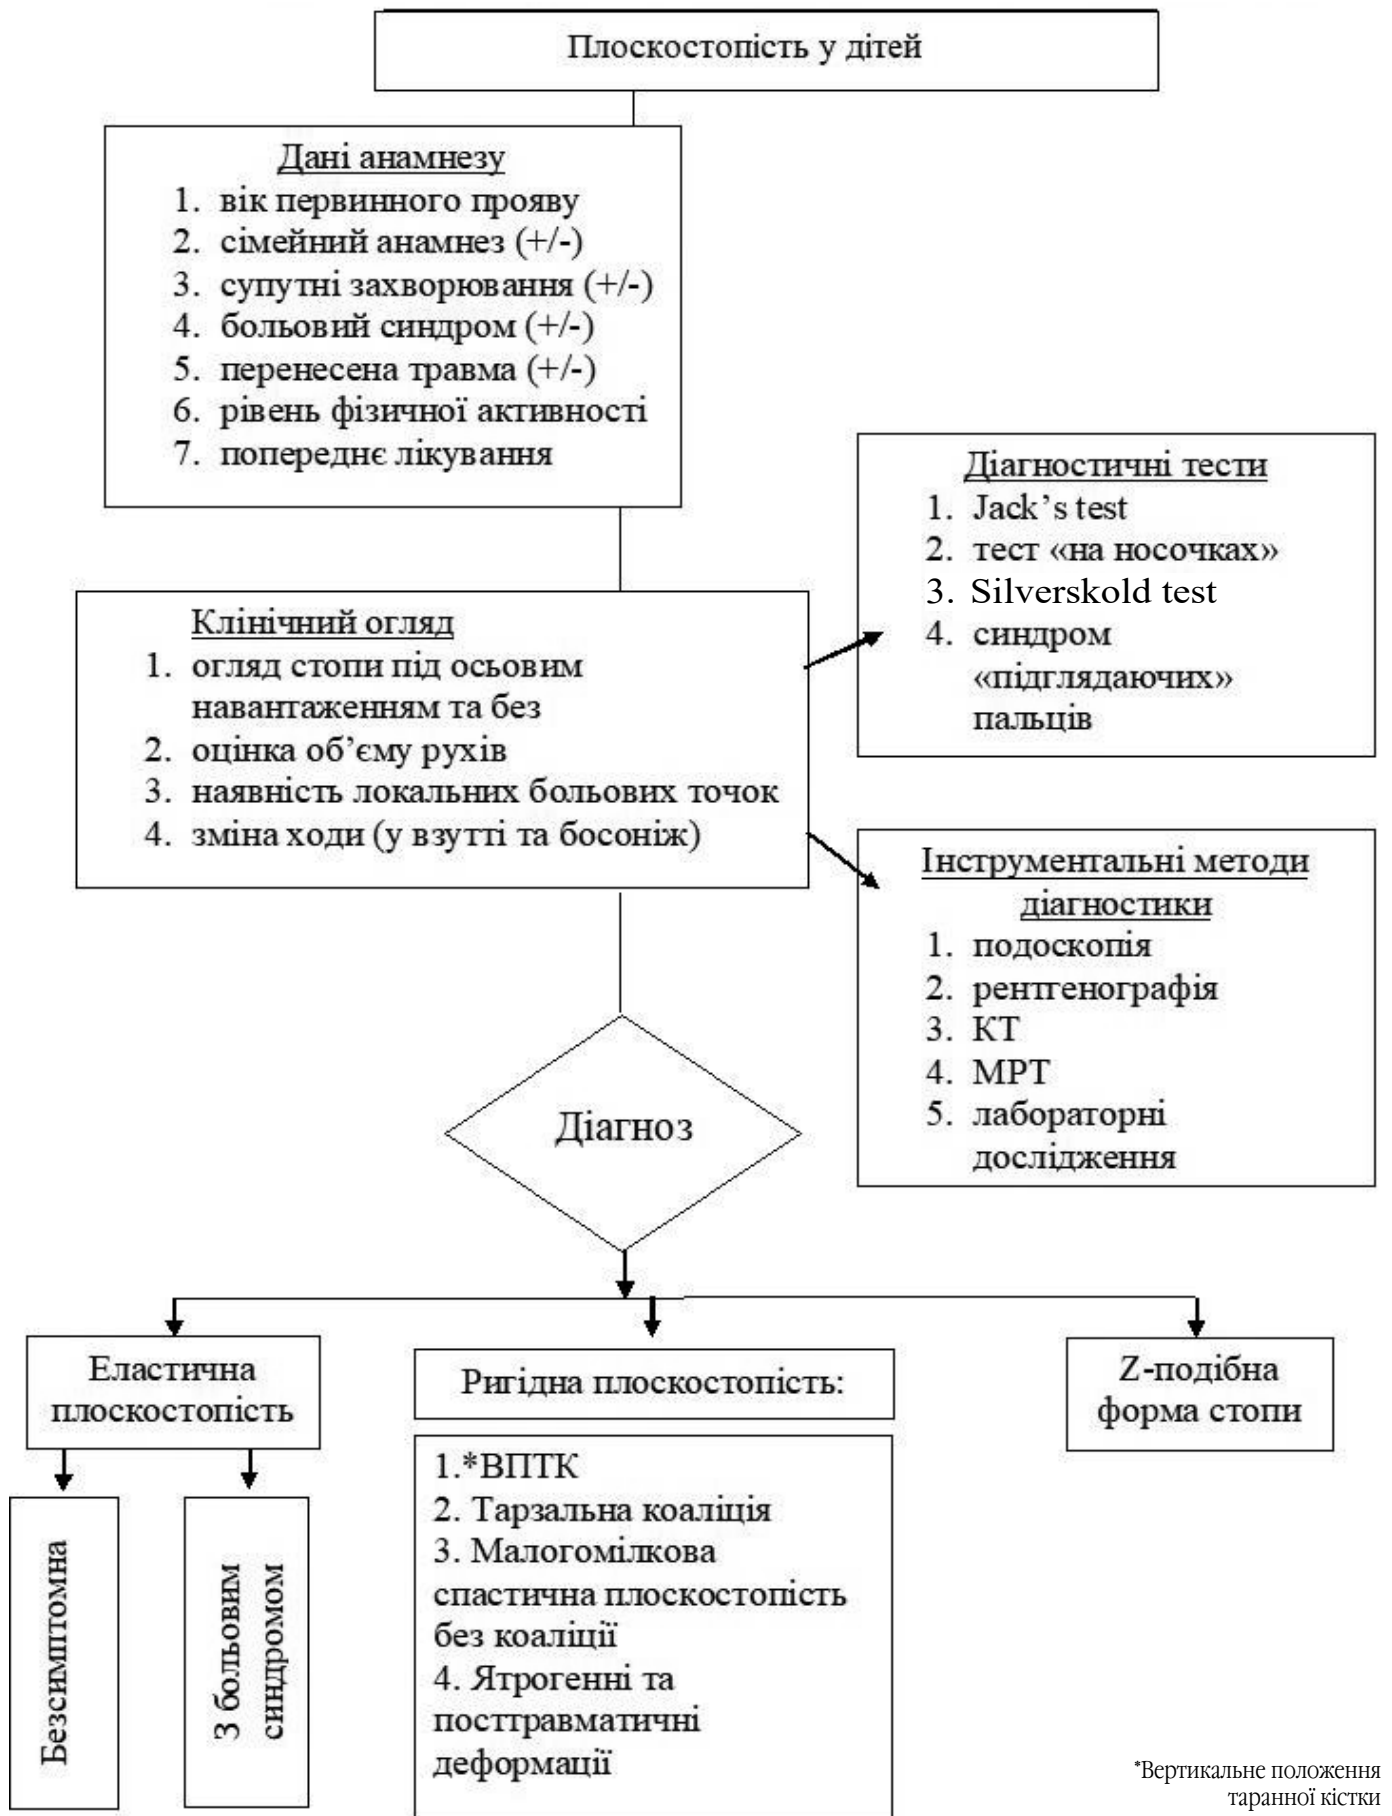 Плоскостопість у дітей
Дані анамнезу
1. вік первинного прояву
2. сімейний анамнез (+/-)
3. супутні захворювання (+/-)
4. больовий синдром (+/-)
5. перенесена травма (+/-)
6. рівень фізичної активності
7. попереднє лікування
Діагностичні тести
1. Jack’s test
2. тест «на носочках»
3. Silverskold test
4. синдром
«підглядаючих»
пальців
Клінічний огляд
1. огляд стопи під осьовим
навантаженням та без
2. оцінка об’єму рухів
3. наявність локальних больових точок
4. зміна ходи (у взутті та босоніж)
Інструментальні методи
діагностики
1. подоскопія
2. рентгенографія
3. КТ
4. МРТ
5. лабораторні
дослідження
Діагноз
Еластична
плоскостопість
Безсимптомна
З больовим
синдромом
Ригідна плоскостопість:
1.*ВПТК
2. Тарзальна коаліція
3. Малогомілкова
спастична плоскостопість
без коаліції
4. Ятрогенні та
посттравматичні
деформації
Z-подібна
форма стопи
*Вертикальне положення
таранної кістки